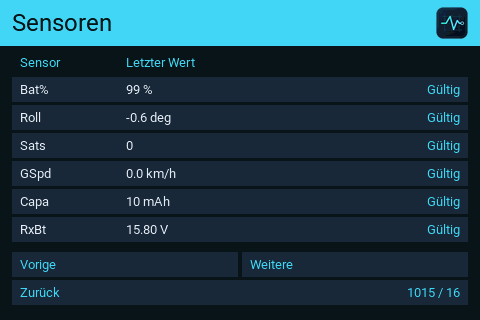 Sensoren
Sensor Letzter Wert
Bat% 99 % Gültig
Roll -0.6 deg Gültig
Sats 0 Gültig
GSpd 0.0 km/h Gültig
Capa 10 mAh Gültig
RxBt 15.80 V Gültig
Vorige Weitere
Zurück 1015 / 16